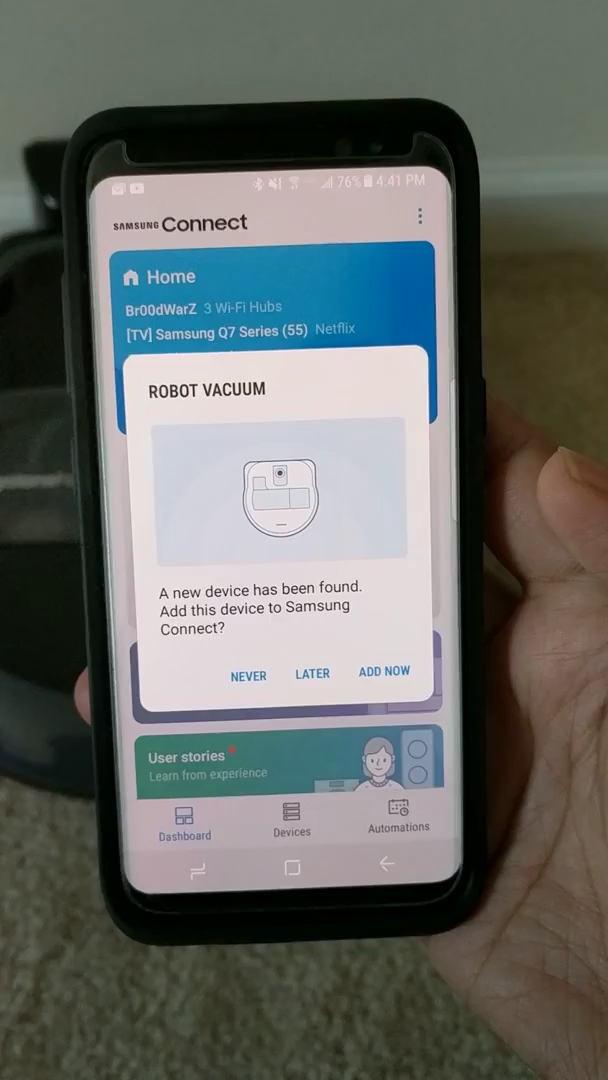 76% 4:41 PM
SAMSUNG Connect
Home
Br00dWarZ 3 Wi-Fi Hubs
[TV] Samsung Q7 Series (55) Netflix
ROBOT VACUUM
A new device has been found.
Add this device to Samsung
Connect?
NEVER LATER ADD NOW
User stories
Learn from experience
Dashboard Devices Automations